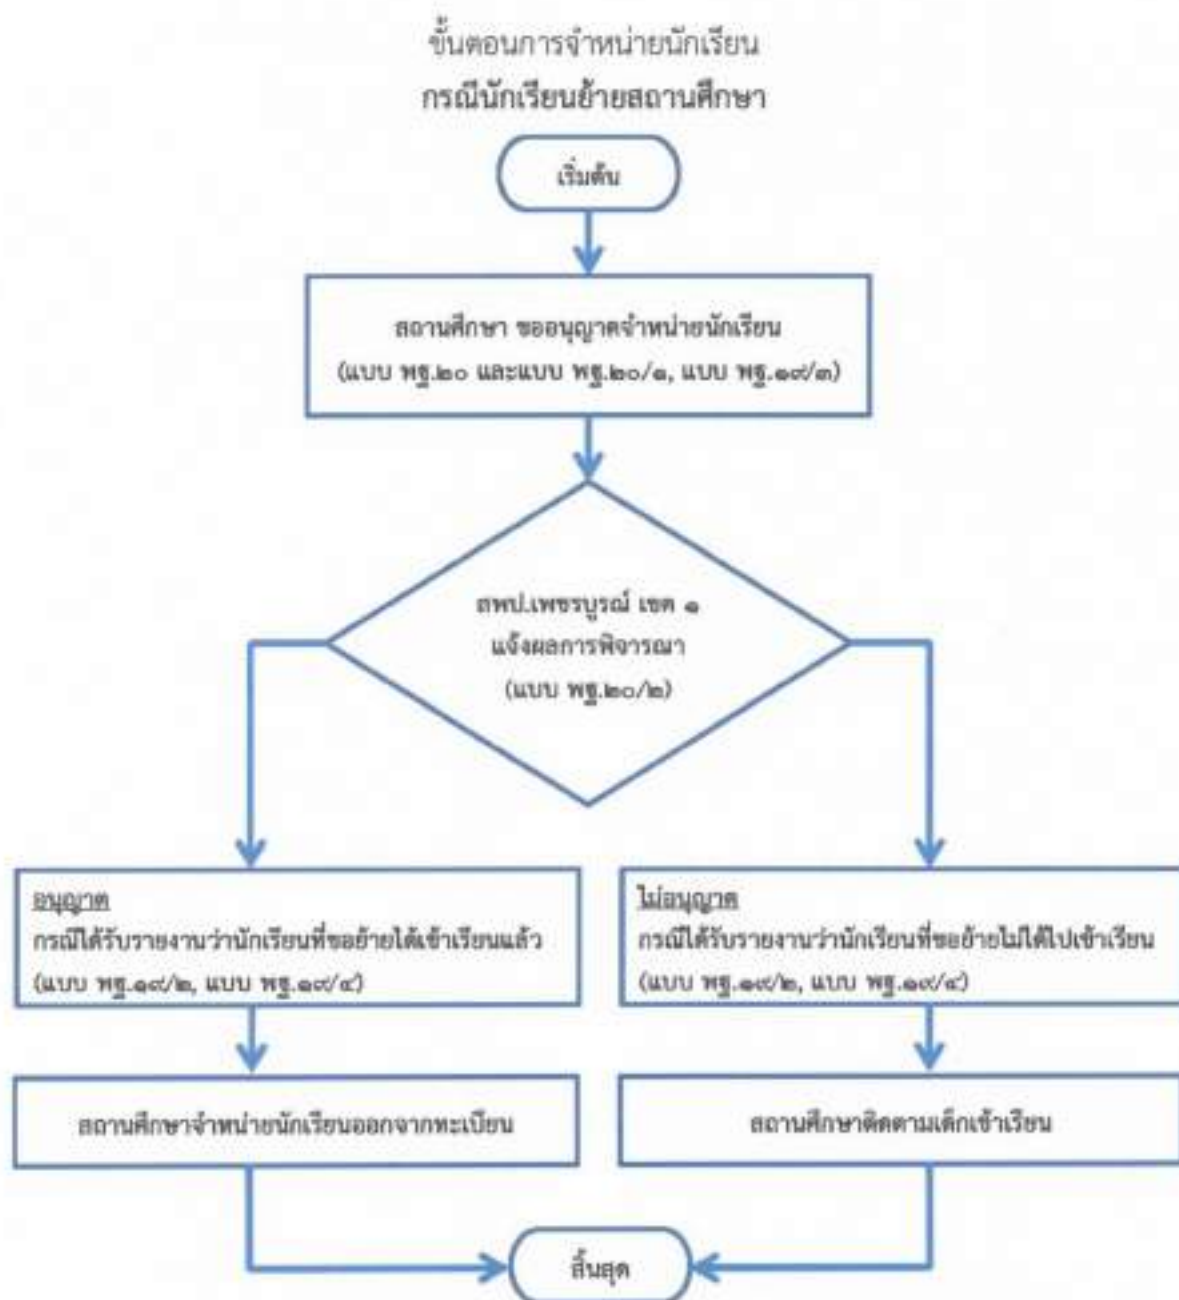 ขั้นตอนการจำหน่ายนักเรียน
กรณีนักเรียนย้ายสถานศึกษา
เริ่มต้น
สถานศึกษา ขออนุญาตจำหน่ายนักเรียน
(แบบ พฐ.๒๐ และแบบ พฐ.๒๐/๑, แบบ พฐ.๑๙/๓)
สพป.เพชรบูรณ์ เขต ๑
แจ้งผลการพิจารณา
(แบบ พฐ.๒๐/๒)
อนุญาต
กรณีได้รับรายงานว่านักเรียนที่ขอย้ายได้เข้าเรียนแล้ว
(แบบ พฐ.๑๙/๒, แบบ พฐ.๑๙/๔)
ไม่อนุญาต
กรณีได้รับรายงานว่านักเรียนที่ขอย้ายไม่ได้ไปเข้าเรียน
(แบบ พฐ.๑๙/๒, แบบ พฐ.๑๙/๔)
สถานศึกษาจำหน่ายนักเรียนออกจากทะเบียน
สถานศึกษาติดตามเด็กเข้าเรียน
สิ้นสุด